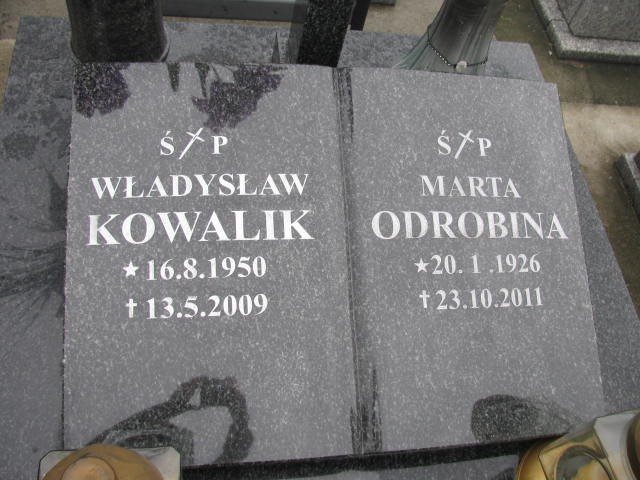 Ś P
WŁADYSŁAW
KOWALIK
★16.8.1950
✝13.5.2009
Ś P
MARTA
ODROBINA
★20.1.1926
✝23.10.2011